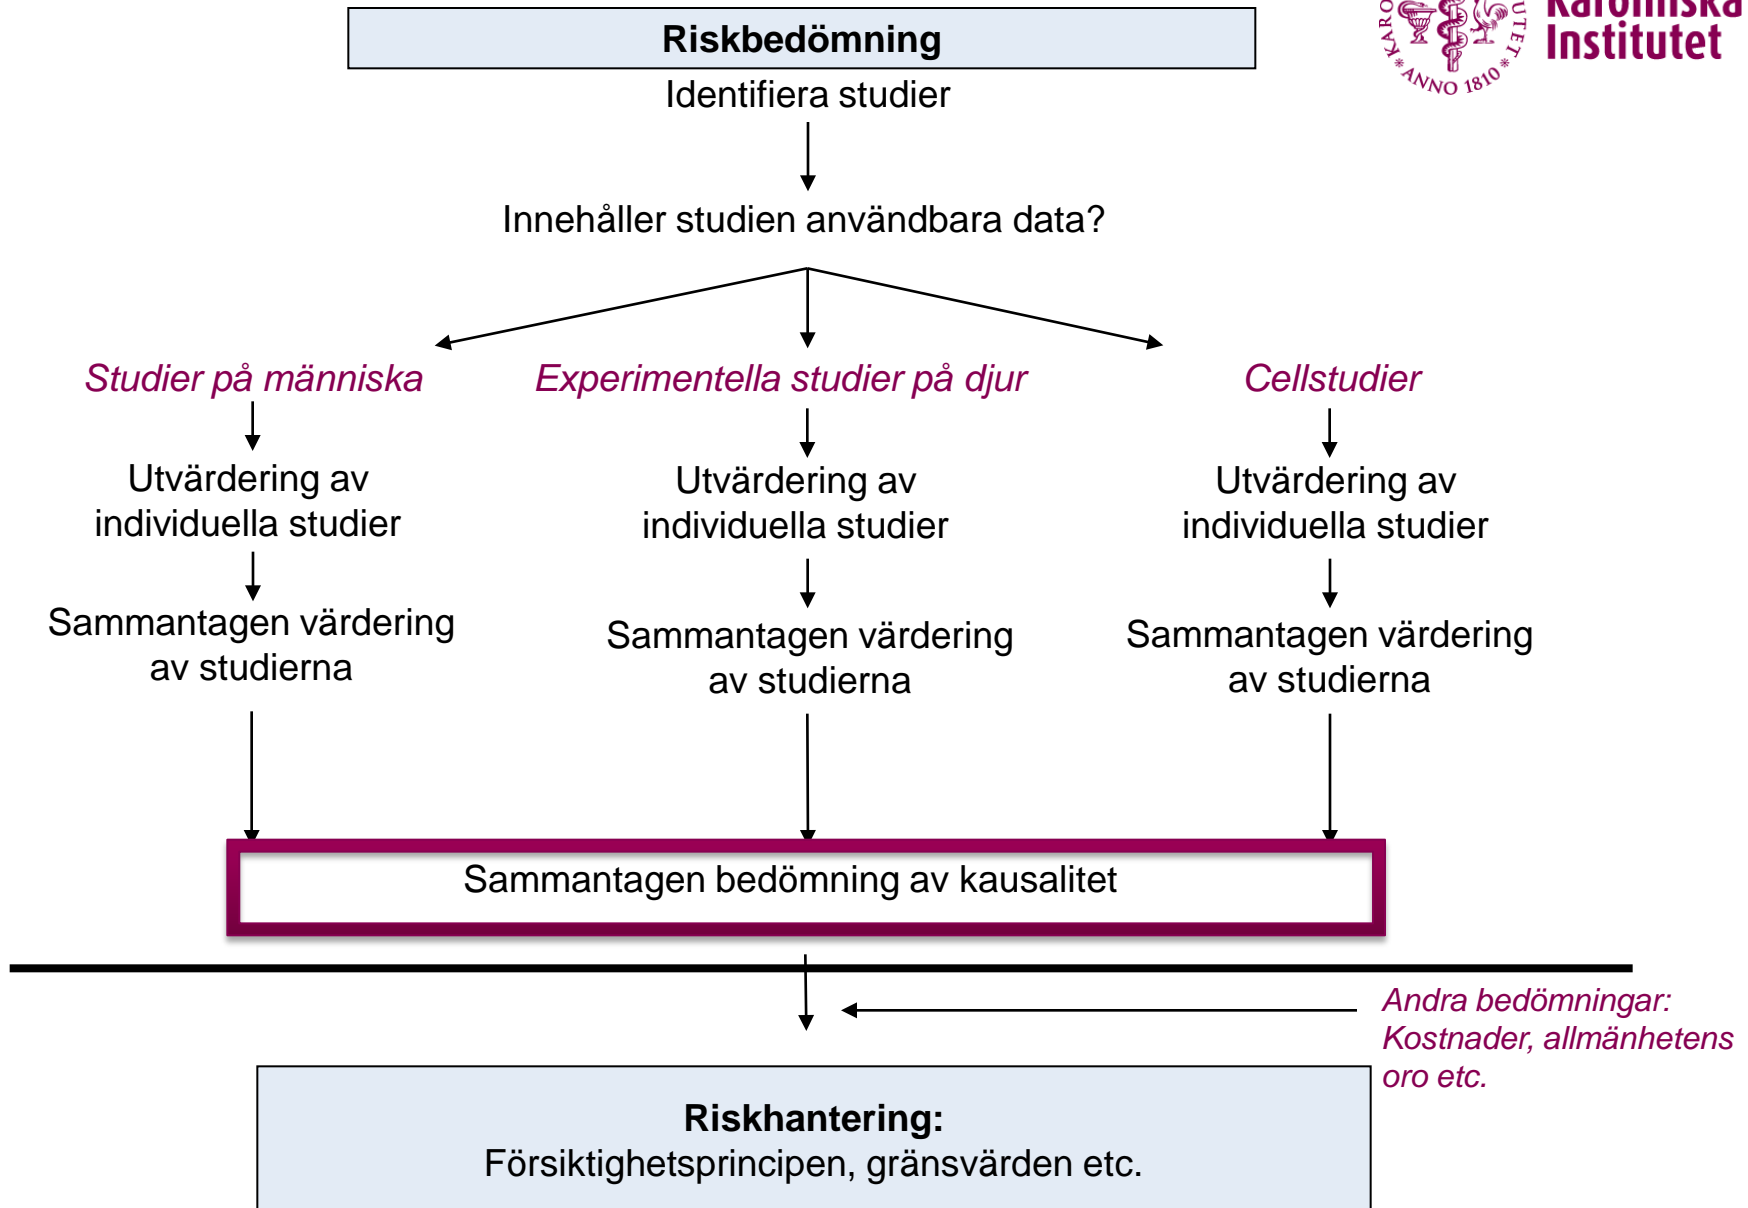 Riskbedömning
Karolinska
Institutet
ANNO 1810
Identifiera studier
Innehåller studien användbara data?
Studier på människa
Experimentella studier på djur
Cellstudier
Utvärdering av
individuella studier
Utvärdering av
individuella studier
Utvärdering av
individuella studier
Sammantagen värdering
av studierna
Sammantagen värdering
av studierna
Sammantagen värdering
av studierna
Sammantagen bedömning av kausalitet
Andra bedömningar:
Kostnader, allmänhetens
oro etc.
Riskhantering:
Försiktighetsprincipen, gränsvärden etc.